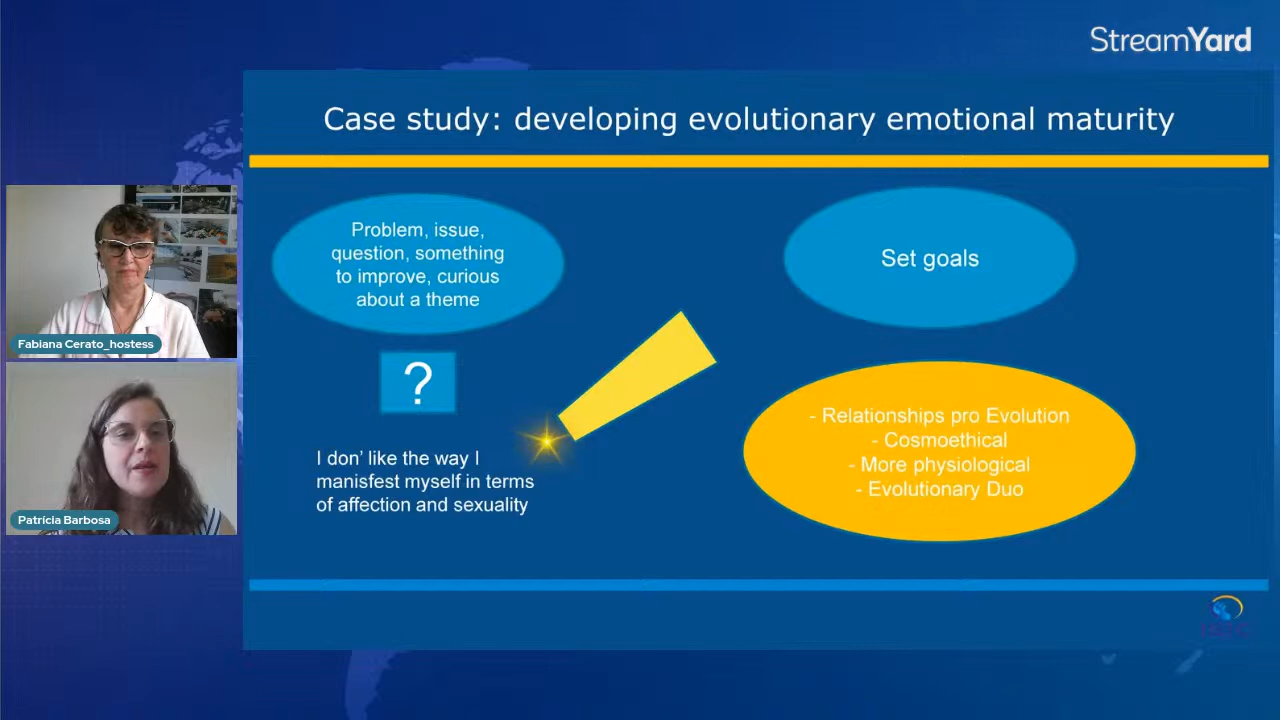 StreamYard
Case study: developing evolutionary emotional maturity
Problem, issue,
question, something
to improve, curious
about a theme
?
I don' like the way I
manisfest myself in terms
of affection and sexuality
Set goals
- Relationships pro Evolution
- Cosmoethical
- More physiological
- Evolutionary Duo
Fabiana Cerato_hostess
Patrícia Barbosa